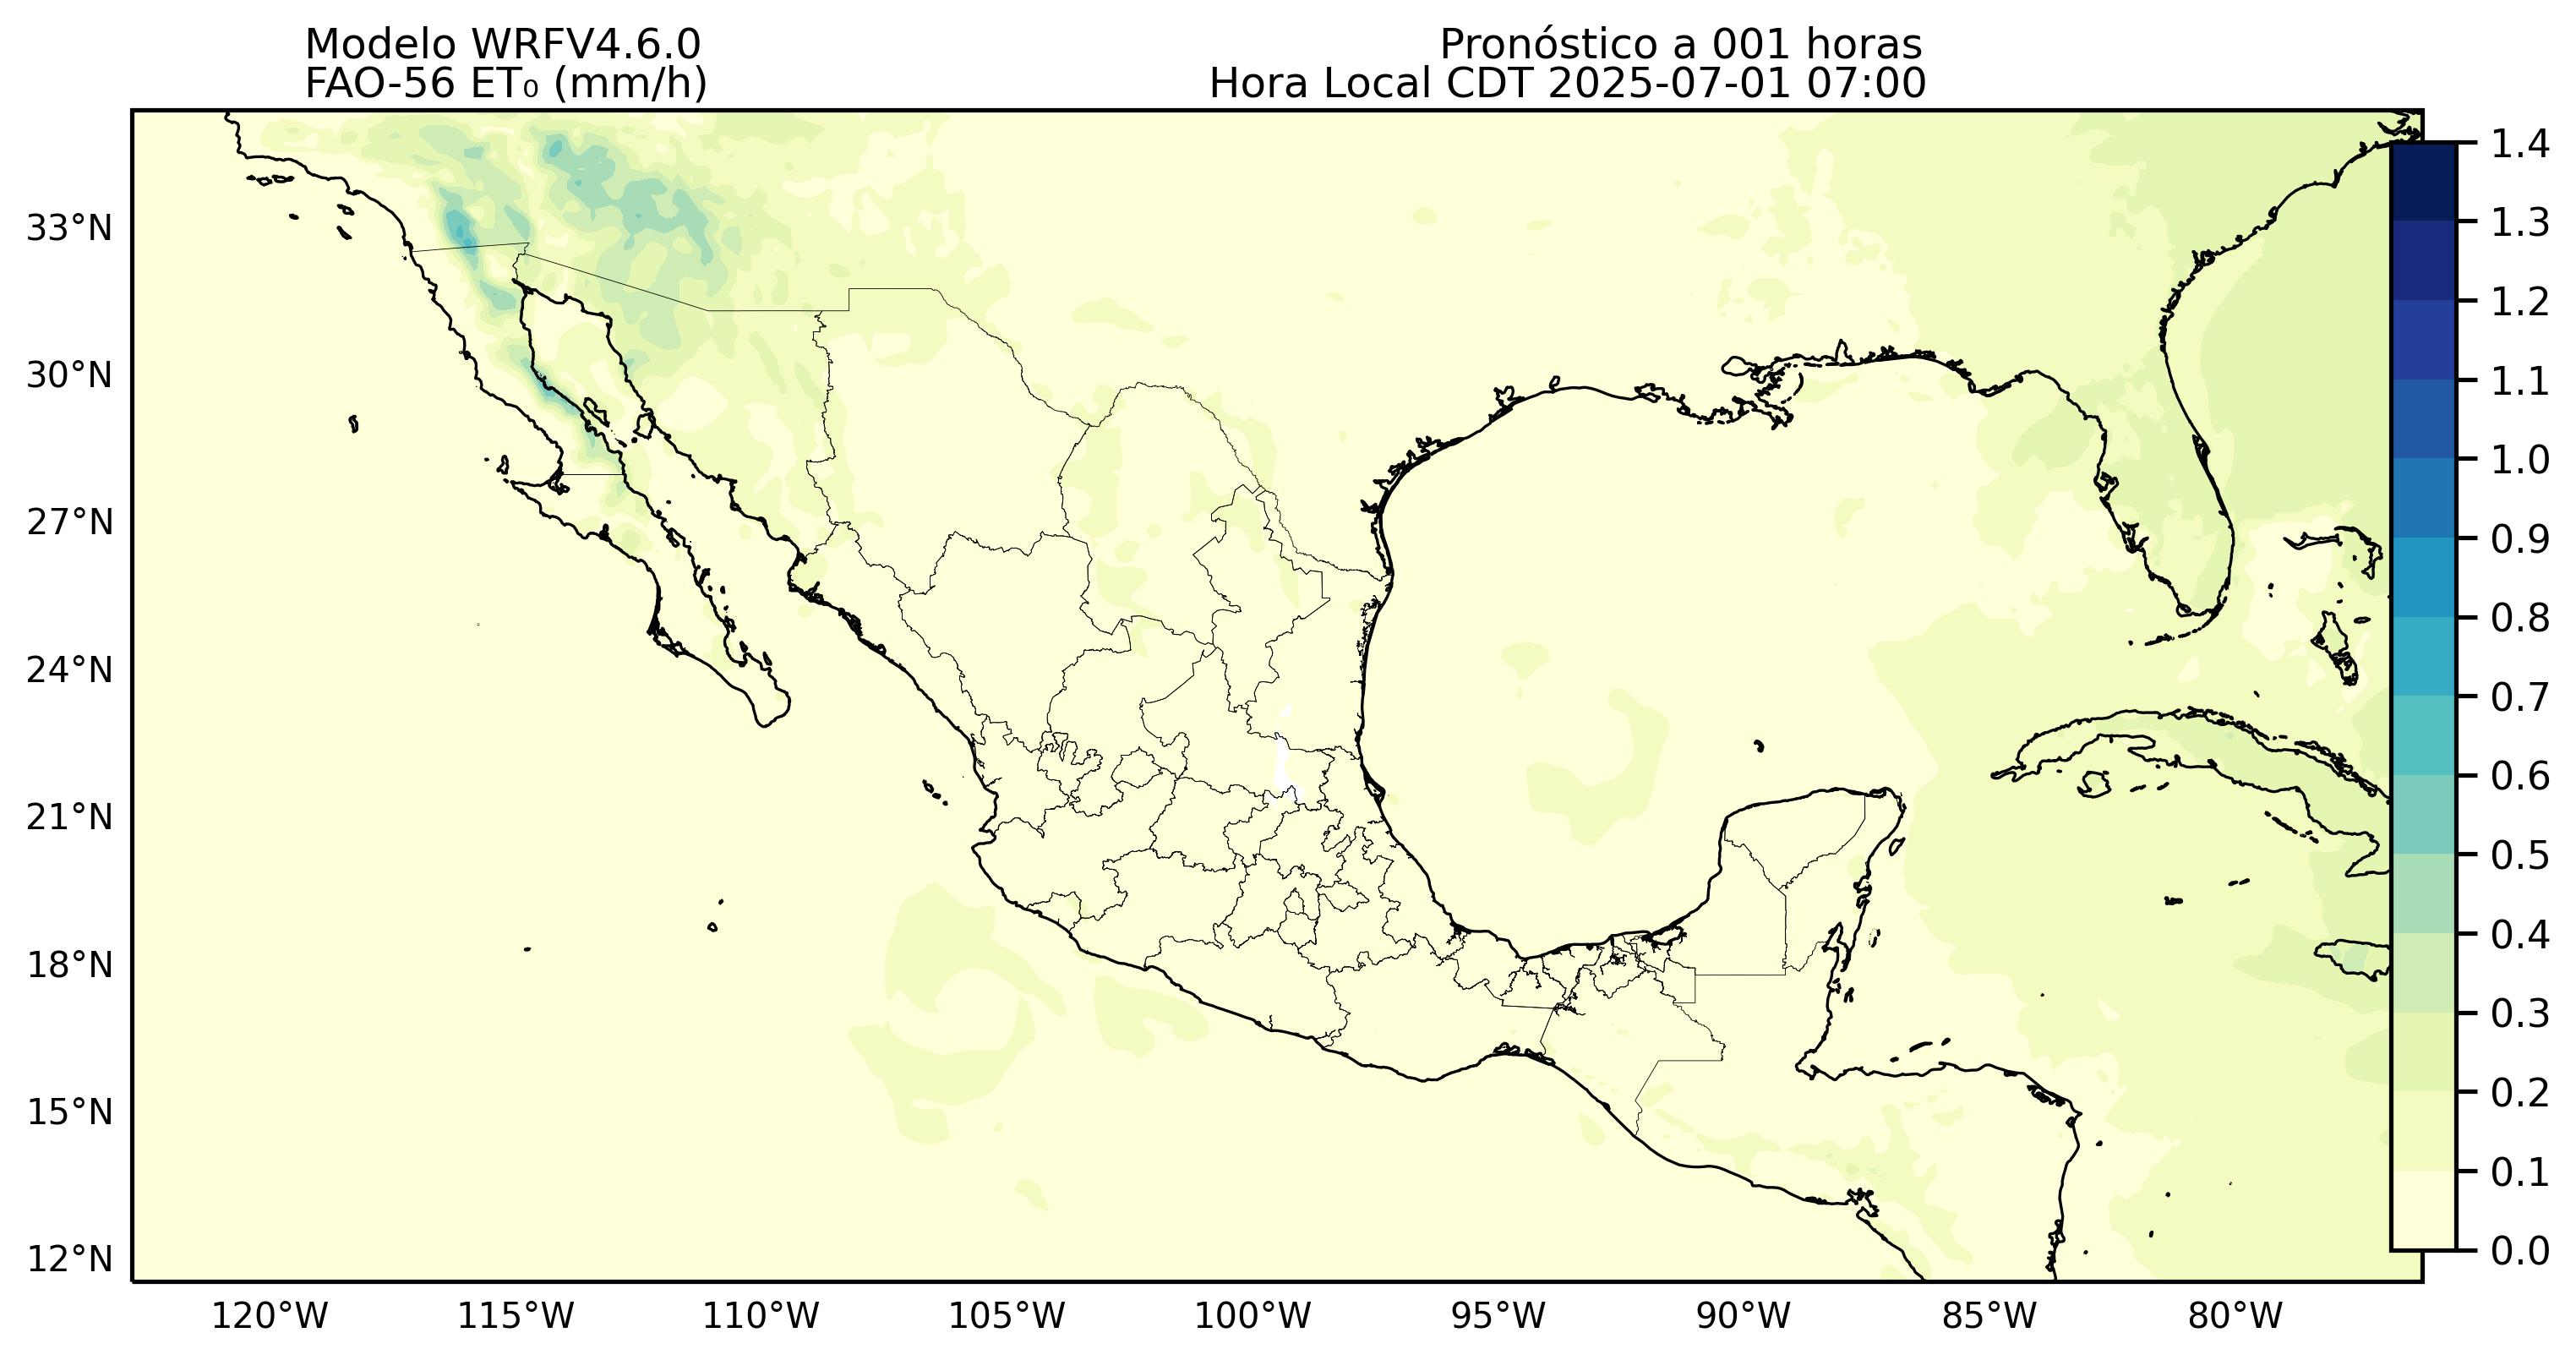 Modelo WRFV4.6.0
FAO-56 ET₀ (mm/h)
Pronóstico a 001 horas
Hora Local CDT 2025-07-01 07:00
33°N
30°N
27°N
24°N
21°N
18°N
15°N
12°N
120°W
115°W
110°W
105°W
100°W
95°W
90°W
85°W
80°W
1.4
1.3
1.2
1.1
1.0
0.9
0.8
0.7
0.6
0.5
0.4
0.3
0.2
0.1
0.0